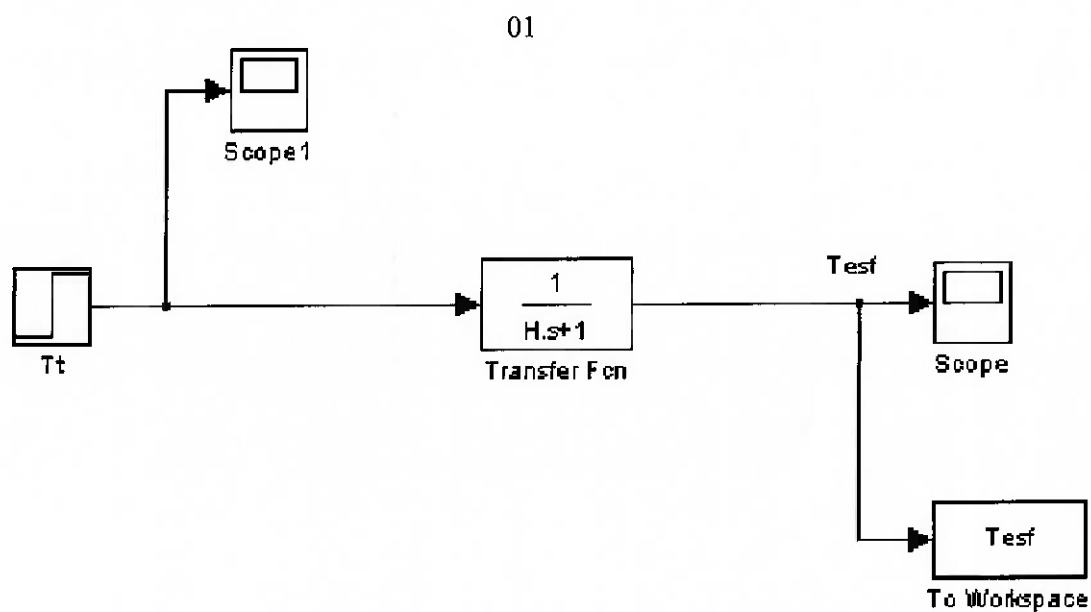 01
Scope1
Tt
1
H.s+1
Transfer Fcn
Tesf
Scope
Tesf
To Workspace